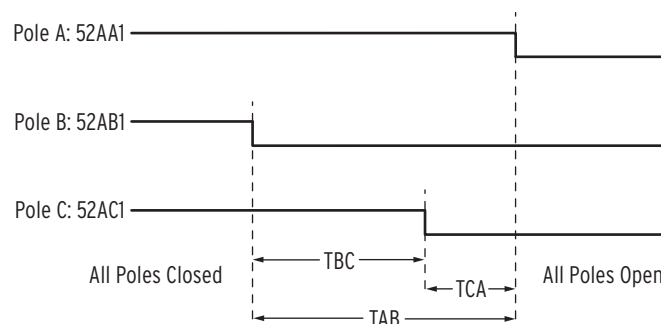 Pole A: 52AA1
Pole B: 52AB1
Pole C: 52AC1
All Poles Closed
TBC
TCA
All Poles Open
TAB